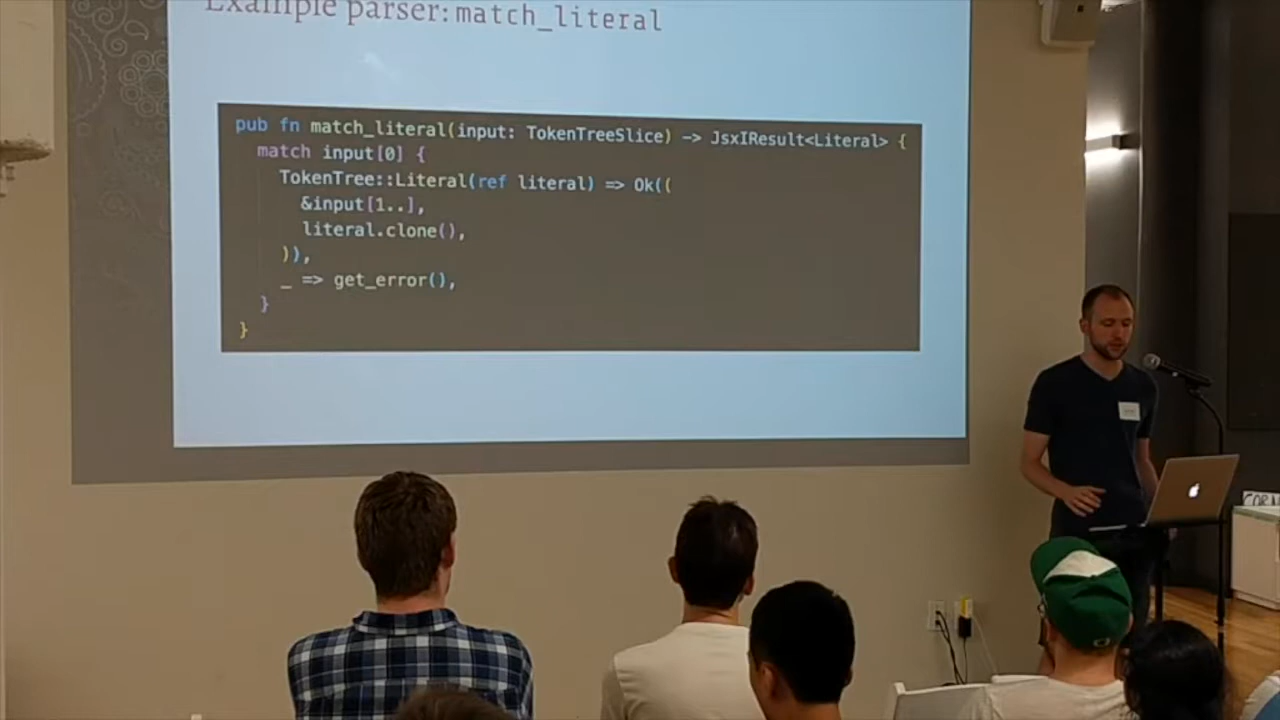 Example parser: match_literal
pub fn match_literal(input: TokenTreeSlice) -> JsxIResult<Literal> {
match input[0] {
TokenTree::Literal(ref literal) => Ok((
&input[1..],
literal.clone(),
)),
_ => get_error(),
}
}